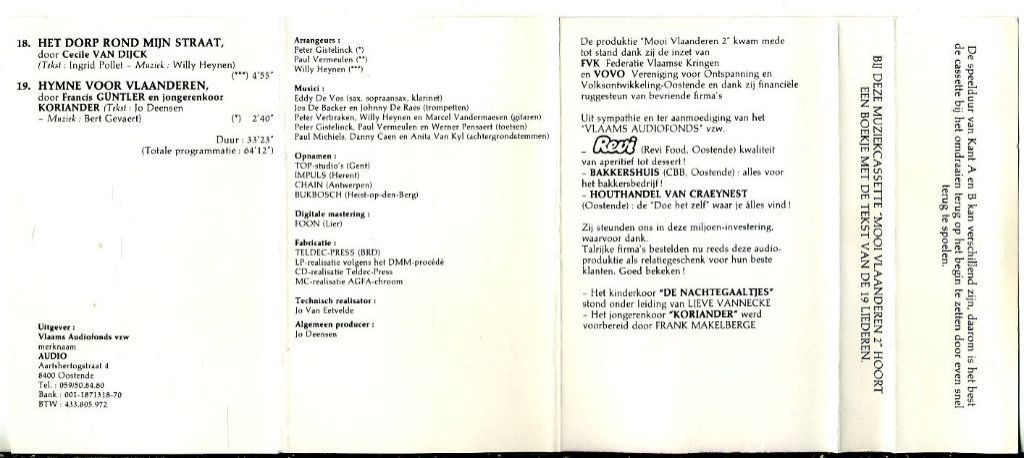 18. HET DORP ROND MIJN STRAAT,
door Cecile VAN DIJCK
(Tekst : Ingrid Pollet – Muziek : Willy Heynen)
(***) 4'55"
19. HYMNE VOOR VLAANDEREN,
door Francis GÜNTLER en jongerenkoor
KORIANDER (Tekst : Jo Deensen
– Muziek : Bert Gevaert) (*) 2'40"
Duur : 33'23"
(Totale programmatie : 64'12")
Uitgever :
Vlaams Audiofonds vzw
merknaam
AUDIO
Aartshertogstraat 4
8400 Oostende
Tel. : 059/50.84.80
Bank : 001-1871318-70
BTW : 433.805.972
Arrangeurs :
Peter Gistelinck (*)
Paul Vermeulen (**)
Willy Heynen (***)
Musici :
Eddy De Vos (sax, sopraansax, klarinet)
Jos De Backer en Johnny De Raes (trompetten)
Peter Verbraken, Willy Heynen en Marcel Vandermaesen (gitaren)
Peter Gistelinck, Paul Vermeulen en Werner Pensaert (toetsen)
Paul Michiels, Danny Caen en Anita Van Kyl (achtergrondstemmen)
Opnamen :
TOP-studio's (Gent)
IMPULS (Herent)
CHAIN (Antwerpen)
BUKBOSCH (Heist-op-den-Berg)
Digitale mastering :
FOON (Lier)
Fabricatie :
TELDEC-PRESS (BRD)
LP-realisatie volgens het DMM-procédé
CD-realisatie Teldec-Press
MC-realisatie AGFA-chroom
Technisch realisator :
Jo Van Eetvelde
Algemeen producer :
Jo Deensen
De produktie "Mooi Vlaanderen 2" kwam mede
tot stand dank zij de inzet van
FVK Federatie Vlaamse Kringen
en VOVO Vereniging voor Ontspanning en
Volksontwikkeling-Oostende en dank zij financiële
ruggesteun van bevriende firma's
Uit sympathie en ter aanmoediging van het
"VLAAMS AUDIOFONDS" vzw.
– Revi (Revi Food, Oostende) kwaliteit
van aperitief tot dessert !
– BAKKERSHUIS (CBB, Oostende) : alles voor
het bakkersbedrijf !
– HOUTHANDEL VAN CRAEYNEST
(Oostende) : de "Doe het zelf" waar je álles vind !
Zij steunden ons in deze miljoen-investering,
waarvoor dank.
Talrijke firma's bestelden nu reeds deze audio-
produktie als relatiegeschenk voor hun beste
klanten. Goed bekeken !
– Het kinderkoor "DE NACHTEGAALTJES"
stond onder leiding van LIEVE VANNECKE
– Het jongerenkoor "KORIANDER" werd
voorbereid door FRANK MAKELBERGE
BIJ DEZE MUZIEKCASSETTE "MOOI VLAANDEREN 2" HOORT
EEN BOEKJE MET DE TEKST VAN DE 19 LIEDEREN.
De speelduur van Kant A en B kan verschillend zijn, daarom is het best
de cassette bij het omdraaien terug op het begin te zetten door even snel
terug te spoelen.